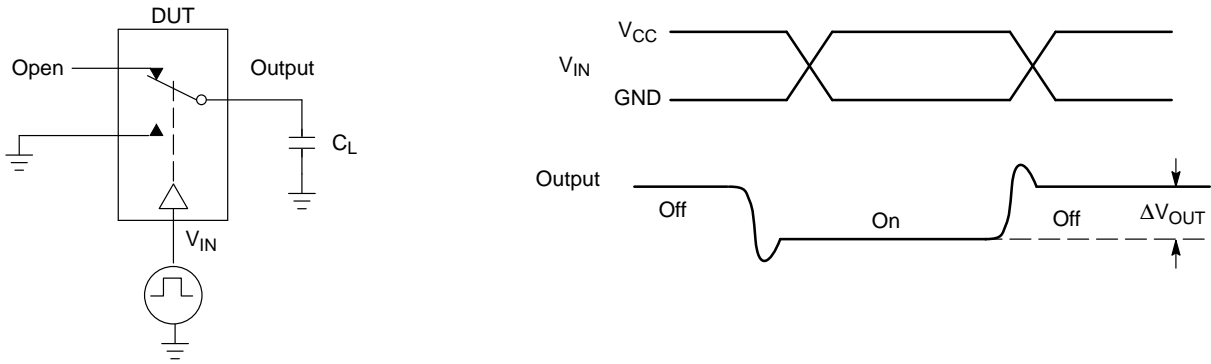 DUT
Open
Output
C_L
V_IN
V_CC
V_IN
GND
Output
Off
On
Off
ΔV_OUT